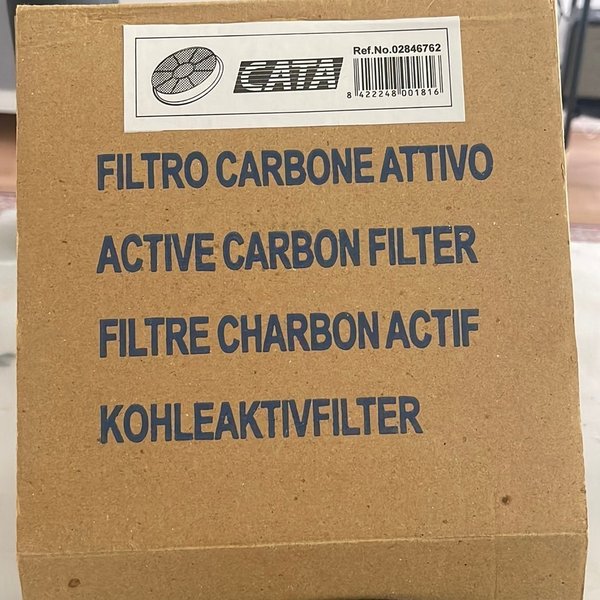 CATA
Ref.No.02846762
8 422248 001816
FILTRO CARBONE ATTIVO
ACTIVE CARBON FILTER
FILTRE CHARBON ACTIF
KOHLEAKTIVFILTER